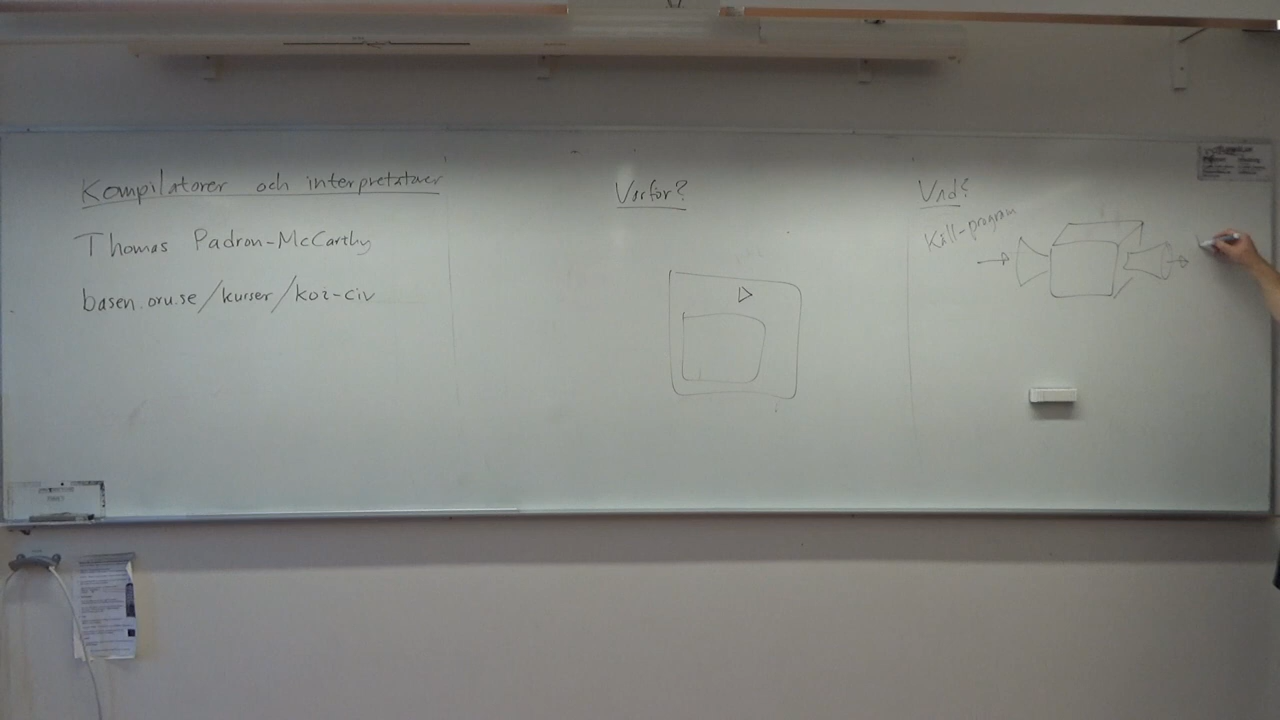 Kompilatorer och interpretatorer
Thomas Padron-McCarthy
basen.oru.se/kurser/koi-civ
Varför?
Vad?
Käll-program